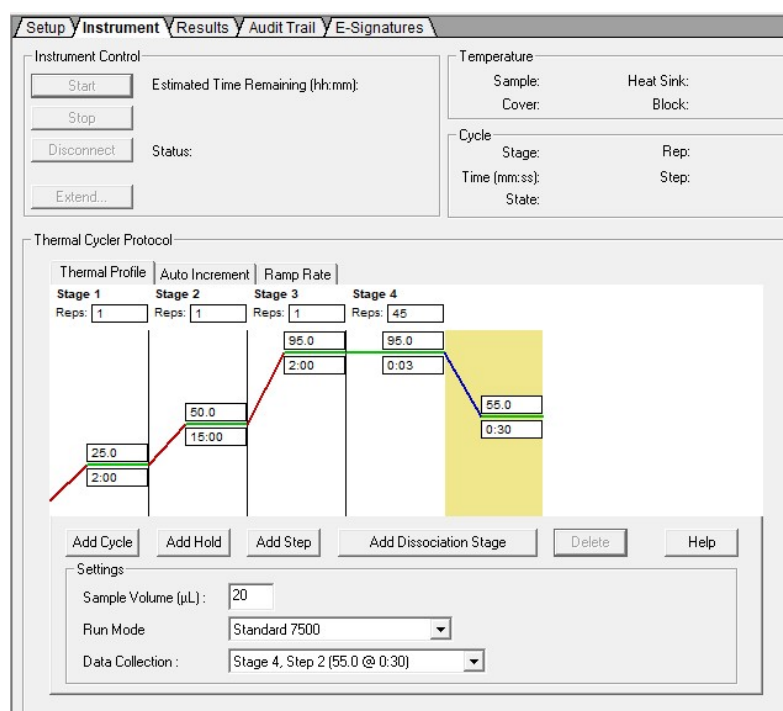 Setup Instrument Results Audit Trail E-Signatures
Instrument Control
Start Estimated Time Remaining (hh:mm):
Stop
Disconnect Status:
Extend...
Temperature
Sample: Heat Sink:
Cover: Block:
Cycle
Stage: Rep:
Time (mm:ss): Step:
State:
Thermal Cycler Protocol
Thermal Profile Auto Increment Ramp Rate
Stage 1 Stage 2 Stage 3 Stage 4
Reps: 1 Reps: 1 Reps: 1 Reps: 45
95.0 95.0
2:00 0:03
50.0 55.0
15:00 0:30
25.0
2:00
Add Cycle Add Hold Add Step Add Dissociation Stage Delete Help
Settings
Sample Volume (µL) : 20
Run Mode Standard 7500
Data Collection : Stage 4, Step 2 (55.0 @ 0:30)